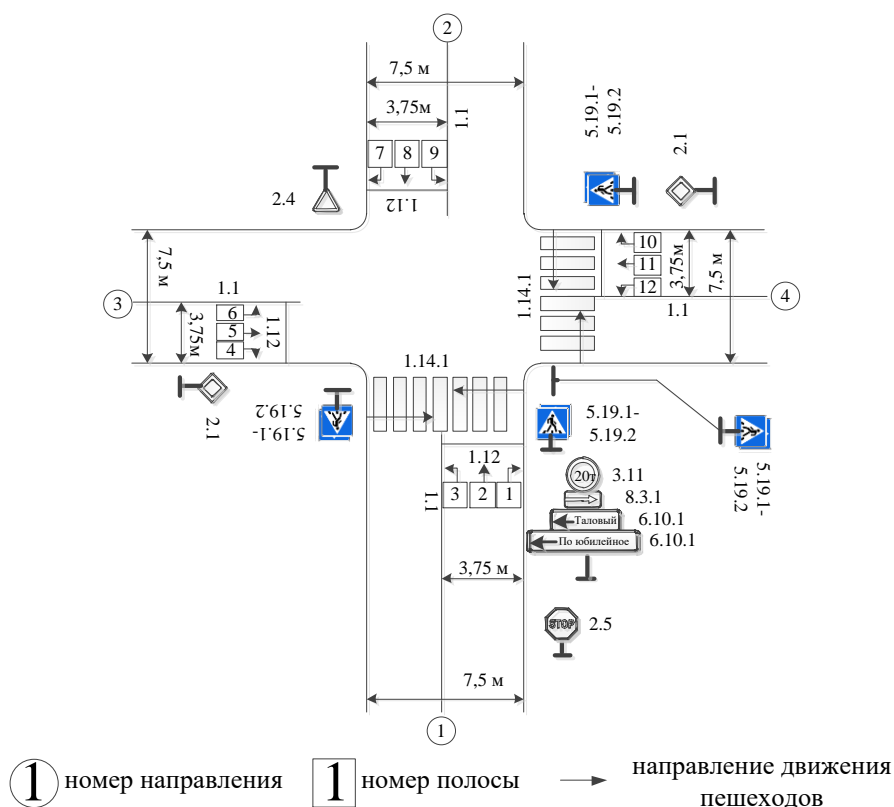 2
7,5 м
3,75м
1.1
5.19.1-
5.19.2
2.1
7
8
9
1.12
2.4
10
11
12
3,75м
7,5 м
1.14.1
1.1
4
7,5 м
1.1
3
6
5
4
3,75м
1.12
1.14.1
2.1
5.19.1-
5.19.2
5.19.1-
5.19.2
5.19.1-
5.19.2
1.12
3
2
1
1.1
20т
3.11
8.3.1
Таловый
6.10.1
По юбилейное
6.10.1
3,75 м
STOP
2.5
7,5 м
1
1 номер направления
1 номер полосы
направление движения
пешеходов